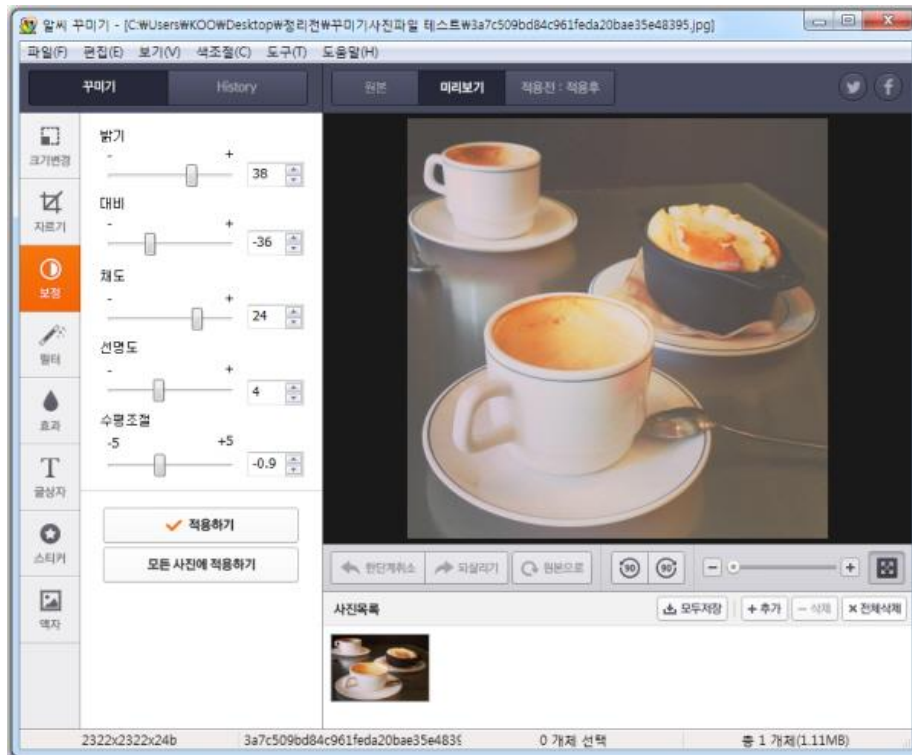 알씨 꾸미기 - [C:₩Users₩KOO₩Desktop₩정리전₩꾸미기사진파일 테스트₩3a7c509bd84c961feda20bae35e48395.jpg]
파일(F) 편집(E) 보기(V) 색조절(C) 도구(T) 도움말(H)
꾸미기 History 원본 미리보기 적용전 : 적용후
크기변경
자르기
보정
필터
효과
글상자
스티커
액자
밝기
- +
38
대비
- +
-36
채도
- +
24
선명도
- +
4
수평조절
-5 +5
-0.9
적용하기
모든 사진에 적용하기
한단계취소 되살리기 원본으로 90 90
사진목록 모두저장 + 추가 - 삭제 × 전체삭제
2322x2322x24b 3a7c509bd84c961feda20bae35e4839 0 개체 선택 총 1 개체(1.11MB)